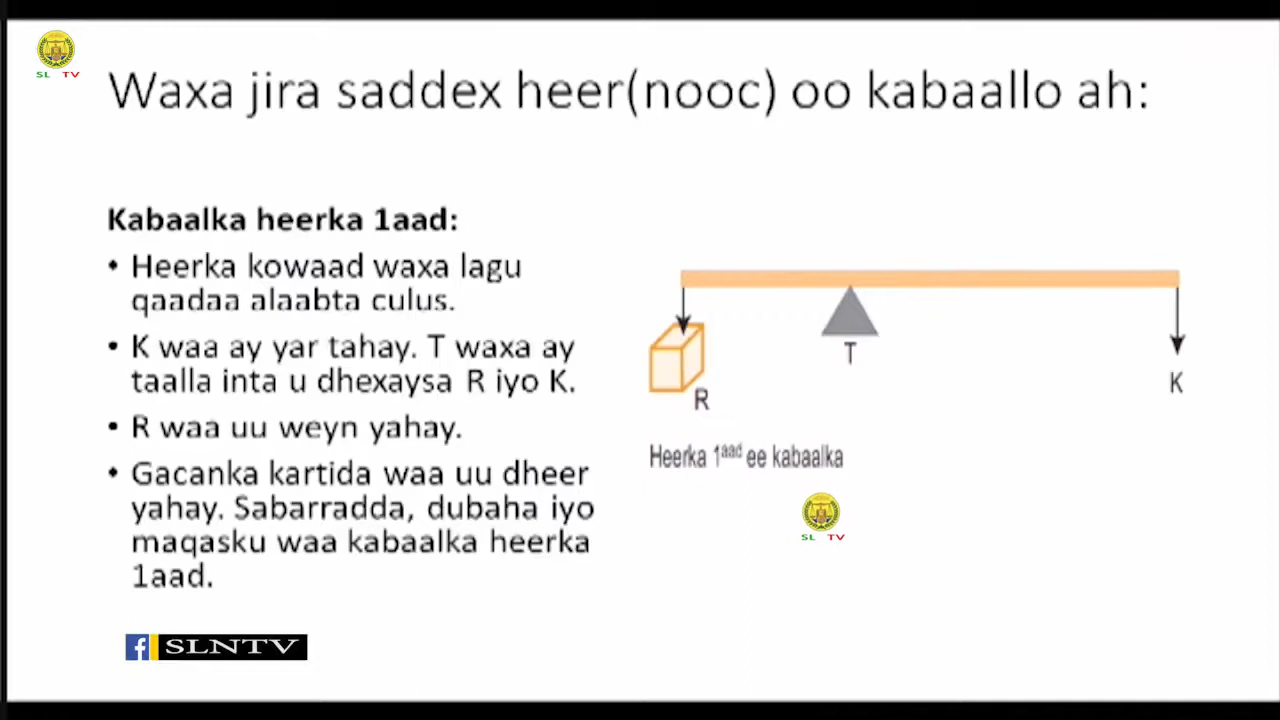 SL TV
Waxa jira saddex heer(nooc) oo kabaallo ah:
Kabaalka heerka 1aad:
• Heerka kowaad waxa lagu
qaadaa alaabta culus.
• K waa ay yar tahay. T waxa ay
taalla inta u dhexaysa R iyo K.
• R waa uu weyn yahay.
• Gacanka kartida waa uu dheer
yahay. Sabarradda, dubaha iyo
maqasku waa kabaalka heerka
1aad.
T
K
R
Heerka 1aad ee kabaalka
SL TV
SLNTV